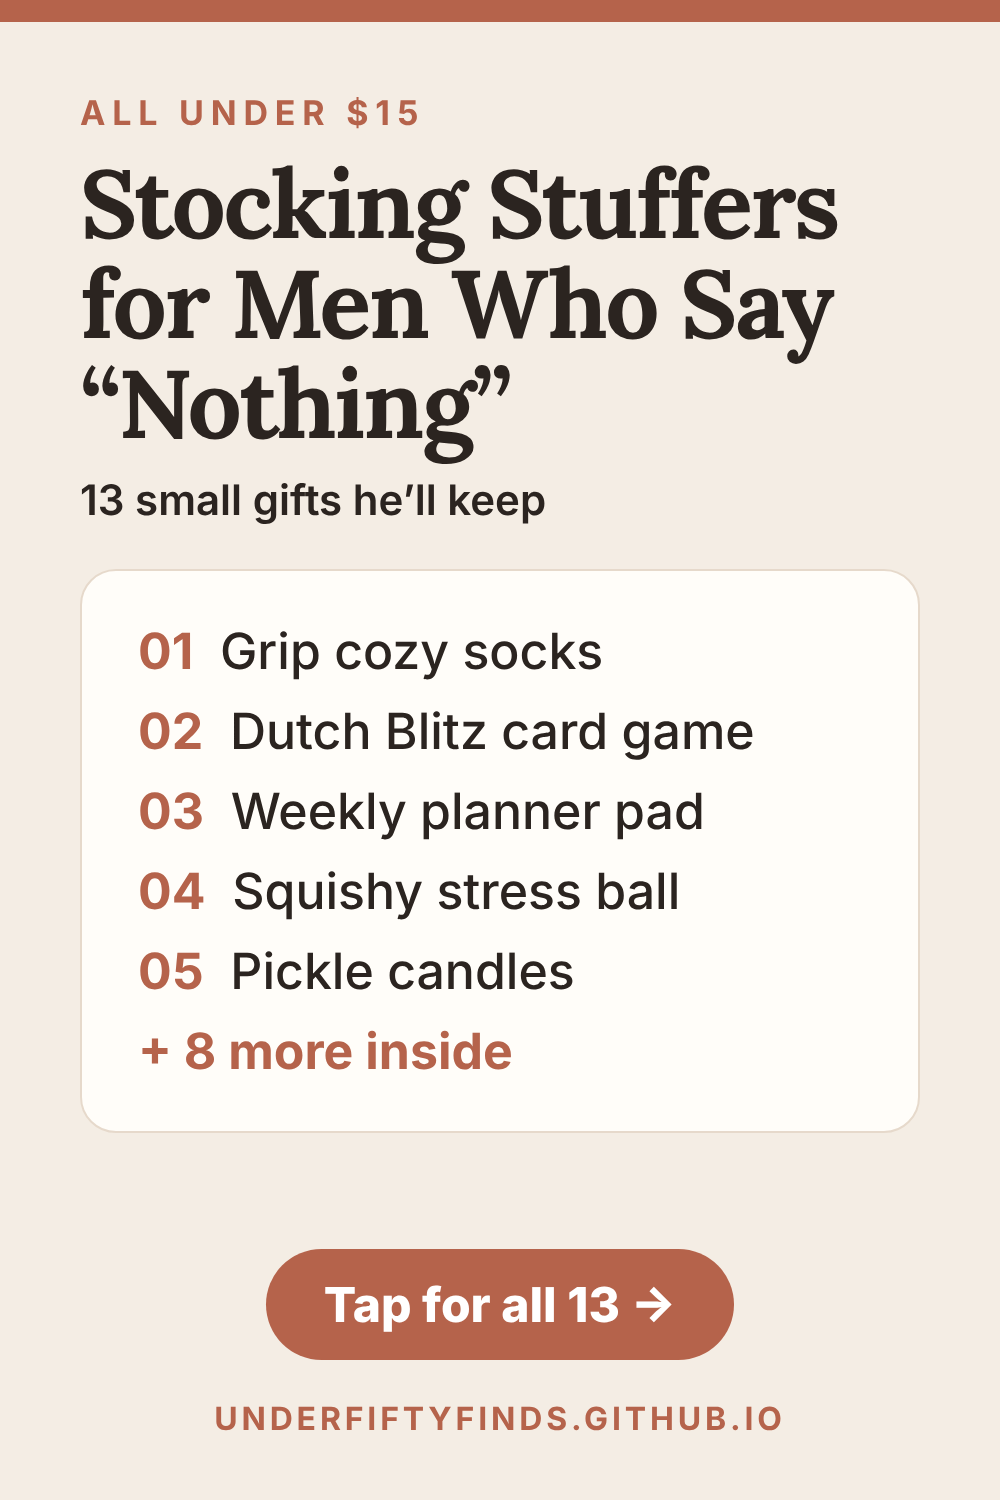 ALL UNDER $15
Stocking Stuffers
for Men Who Say
“Nothing”
13 small gifts he’ll keep
01 Grip cozy socks
02 Dutch Blitz card game
03 Weekly planner pad
04 Squishy stress ball
05 Pickle candles
+ 8 more inside
Tap for all 13 →
UNDERFIFTYFINDS.GITHUB.IO